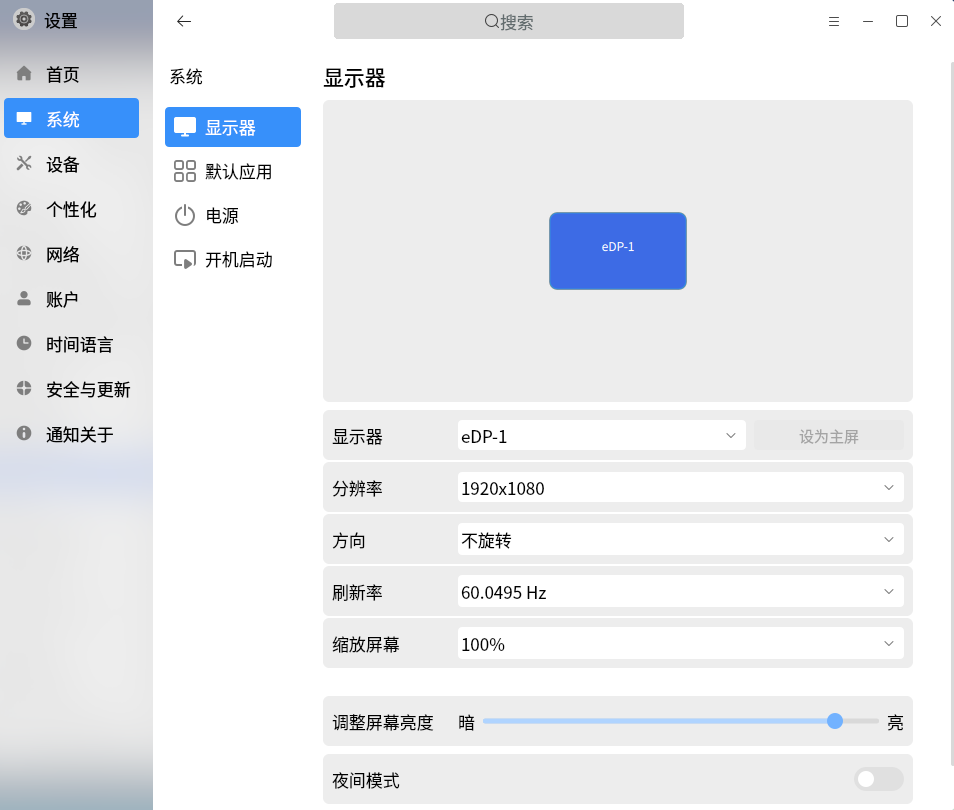 设置
搜索
首页
系统
设备
个性化
网络
账户
时间语言
安全与更新
通知关于
系统
显示器
默认应用
电源
开机启动
显示器
eDP-1
显示器 eDP-1 设为主屏
分辨率 1920x1080
方向 不旋转
刷新率 60.0495 Hz
缩放屏幕 100%
调整屏幕亮度 暗 亮
夜间模式